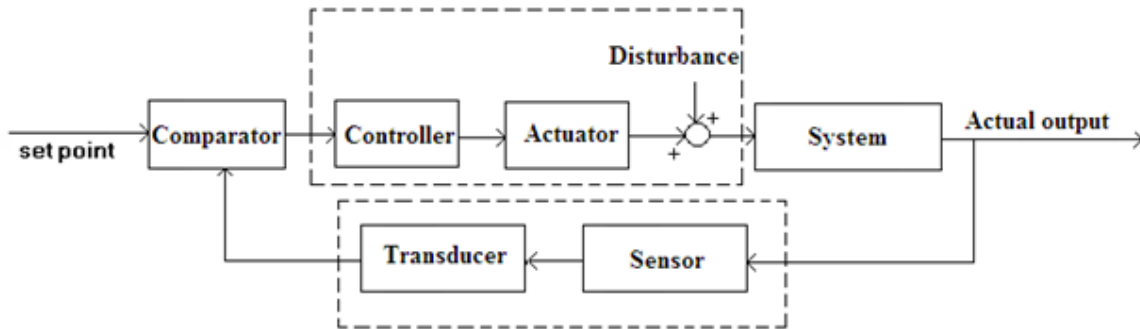 Disturbance
+
Comparator
Controller
Actuator
System
Actual output
set point
+
Transducer
Sensor